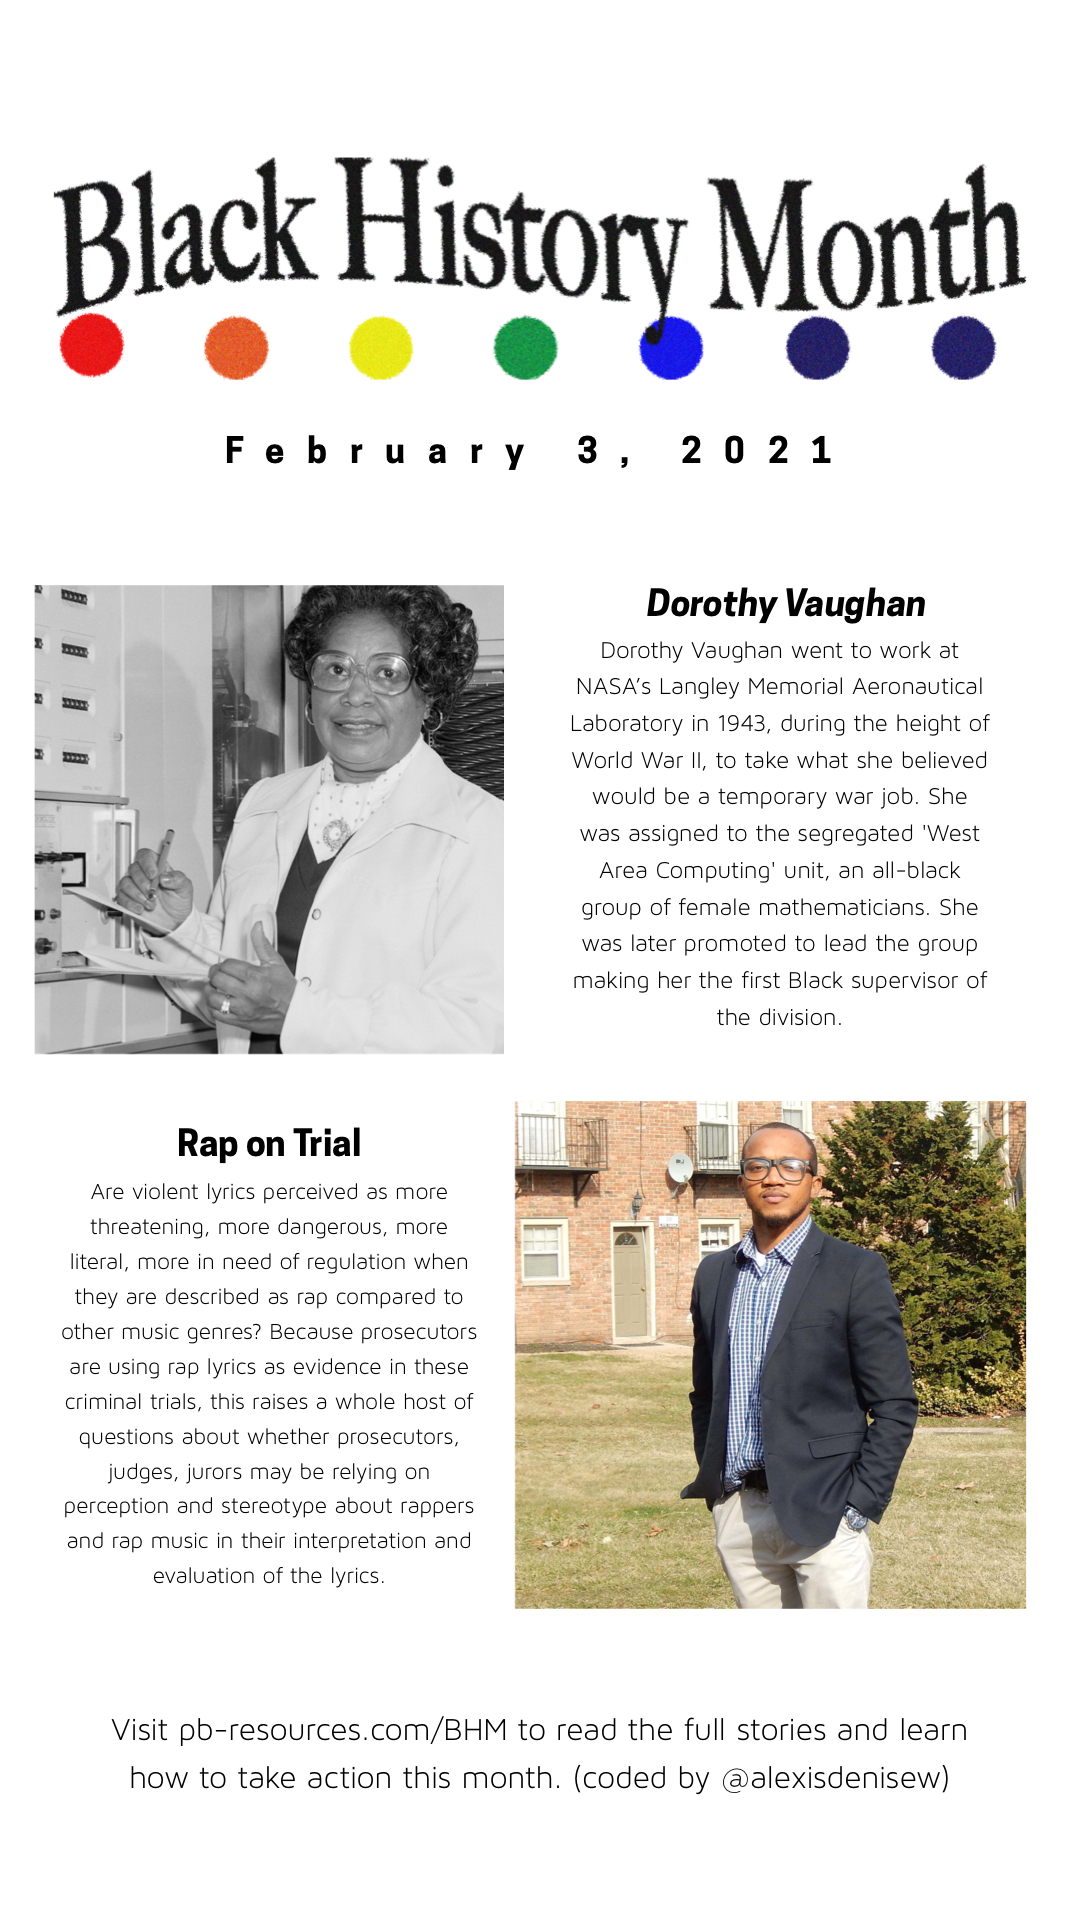 Black History Month
February 3, 2021
Dorothy Vaughan
Dorothy Vaughan went to work at
NASA’s Langley Memorial Aeronautical
Laboratory in 1943, during the height of
World War II, to take what she believed
would be a temporary war job. She
was assigned to the segregated 'West
Area Computing' unit, an all-black
group of female mathematicians. She
was later promoted to lead the group
making her the first Black supervisor of
the division.
Rap on Trial
Are violent lyrics perceived as more
threatening, more dangerous, more
literal, more in need of regulation when
they are described as rap compared to
other music genres? Because prosecutors
are using rap lyrics as evidence in these
criminal trials, this raises a whole host of
questions about whether prosecutors,
judges, jurors may be relying on
perception and stereotype about rappers
and rap music in their interpretation and
evaluation of the lyrics.
Visit pb-resources.com/BHM to read the full stories and learn
how to take action this month. (coded by @alexisdenisew)